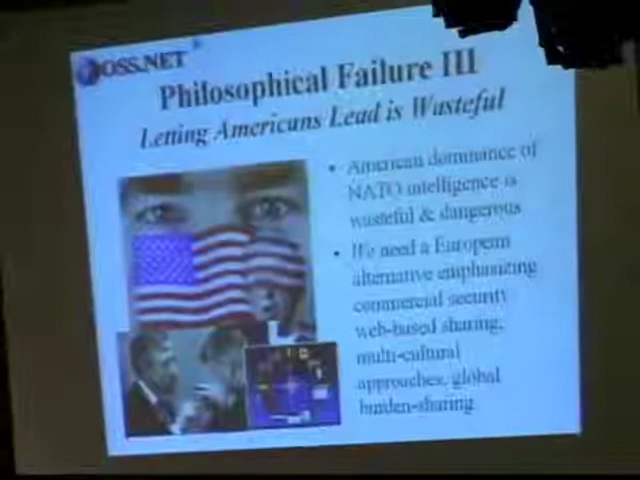 OSS.NET
Philosophical Failure III
Letting Americans Lead is Wasteful
• American dominance of
NATO intelligence is
wasteful & dangerous
• We need a European
alternative emphasizing
commercial security
web-based sharing,
multi-cultural
approaches, global
burden-sharing